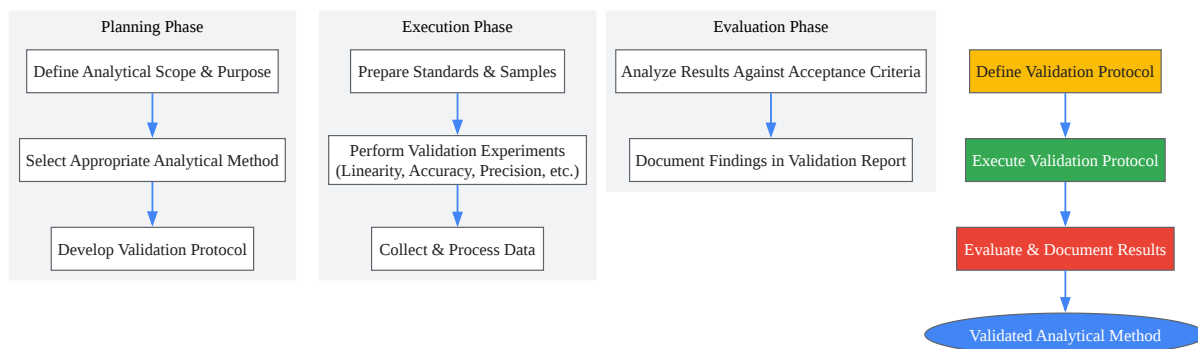 Planning Phase
Define Analytical Scope & Purpose
Select Appropriate Analytical Method
Develop Validation Protocol
Execution Phase
Prepare Standards & Samples
Perform Validation Experiments
(Linearity, Accuracy, Precision, etc.)
Collect & Process Data
Evaluation Phase
Analyze Results Against Acceptance Criteria
Document Findings in Validation Report
Define Validation Protocol
Execute Validation Protocol
Evaluate & Document Results
Validated Analytical Method